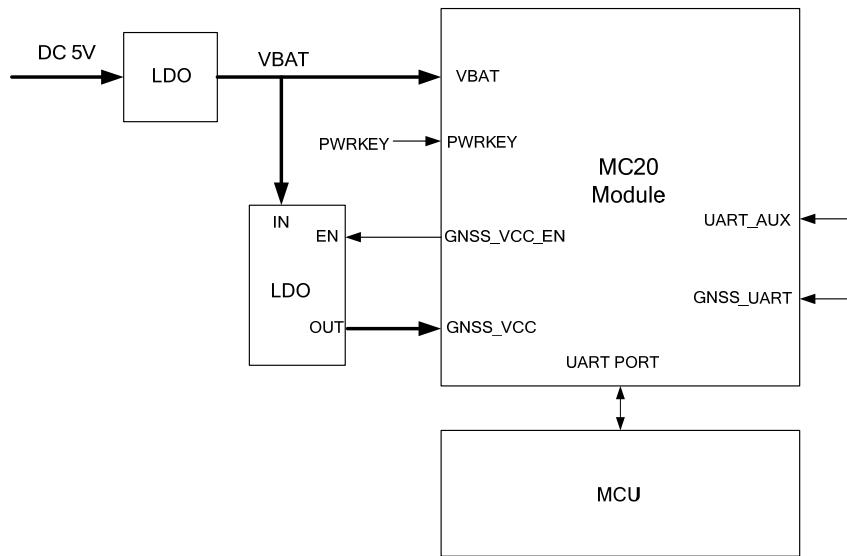 DC 5V
LDO
VBAT
VBAT
PWRKEY
PWRKEY
MC20
Module
IN
EN
GNSS_VCC_EN
UART_AUX
LDO
GNSS_UART
OUT
GNSS_VCC
UART PORT
MCU